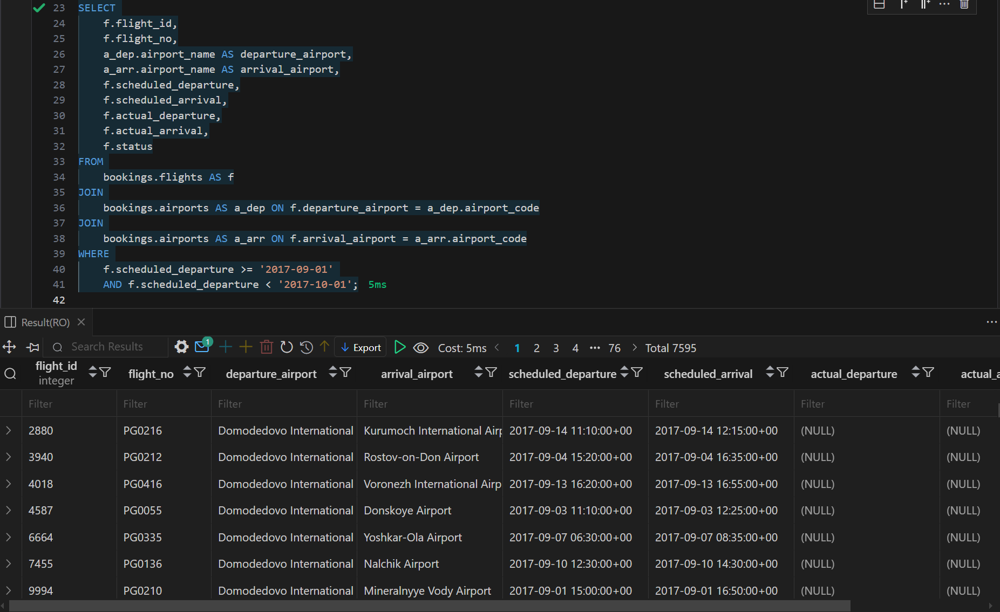 23 SELECT
24 f.flight_id,
25 f.flight_no,
26 a_dep.airport_name AS departure_airport,
27 a_arr.airport_name AS arrival_airport,
28 f.scheduled_departure,
29 f.scheduled_arrival,
30 f.actual_departure,
31 f.actual_arrival,
32 f.status
33 FROM
34 bookings.flights AS f
35 JOIN
36 bookings.airports AS a_dep ON f.departure_airport = a_dep.airport_code
37 JOIN
38 bookings.airports AS a_arr ON f.arrival_airport = a_arr.airport_code
39 WHERE
40 f.scheduled_departure >= '2017-09-01'
41 AND f.scheduled_departure < '2017-10-01'; 5ms
42
Result(RO)
Search Results 1 Export Cost: 5ms 1 2 3 4 ••• 76 Total 7595
flight_id integer flight_no departure_airport arrival_airport scheduled_departure scheduled_arrival actual_departure actual_a
Filter Filter Filter Filter Filter Filter Filter Filter
2880 PG0216 Domodedovo International Kurumoch International Airp 2017-09-14 11:10:00+00 2017-09-14 12:15:00+00 (NULL) (NULL)
3940 PG0212 Domodedovo International Rostov-on-Don Airport 2017-09-04 15:20:00+00 2017-09-04 16:35:00+00 (NULL) (NULL)
4018 PG0416 Domodedovo International Voronezh International Airp 2017-09-13 16:20:00+00 2017-09-13 16:55:00+00 (NULL) (NULL)
4587 PG0055 Domodedovo International Donskoye Airport 2017-09-03 11:10:00+00 2017-09-03 12:25:00+00 (NULL) (NULL)
6664 PG0335 Domodedovo International Yoshkar-Ola Airport 2017-09-07 06:30:00+00 2017-09-07 08:35:00+00 (NULL) (NULL)
7455 PG0136 Domodedovo International Nalchik Airport 2017-09-10 12:30:00+00 2017-09-10 14:30:00+00 (NULL) (NULL)
9994 PG0210 Domodedovo International Mineralnyye Vody Airport 2017-09-01 15:00:00+00 2017-09-01 16:50:00+00 (NULL) (NULL)